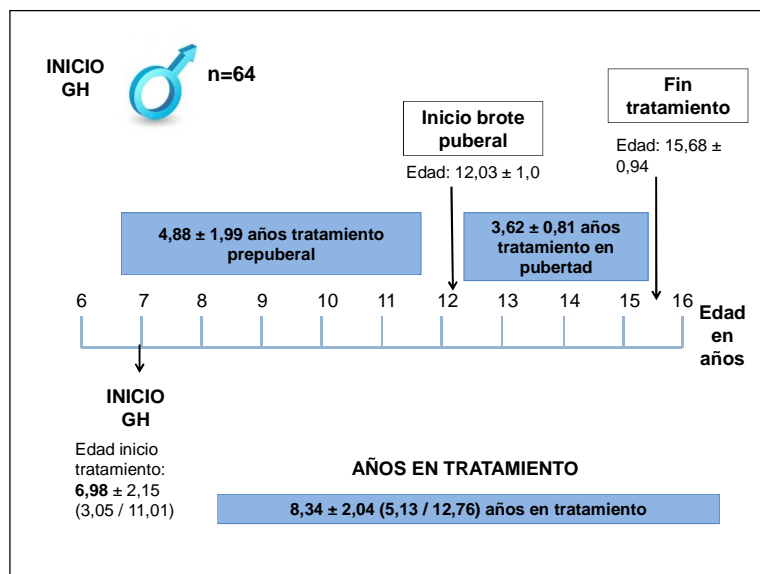 INICIO
GH
n=64
Inicio brote
puberal
Edad: 12,03 ± 1,0
Fin
tratamiento
Edad: 15,68 ±
0,94
4,88 ± 1,99 años tratamiento
prepuberal
3,62 ± 0,81 años
tratamiento en
pubertad
6 7 8 9 10 11 12 13 14 15 16
Edad
en
años
INICIO
GH
Edad inicio
tratamiento:
6,98 ± 2,15
(3,05 / 11,01)
AÑOS EN TRATAMIENTO
8,34 ± 2,04 (5,13 / 12,76) años en tratamiento